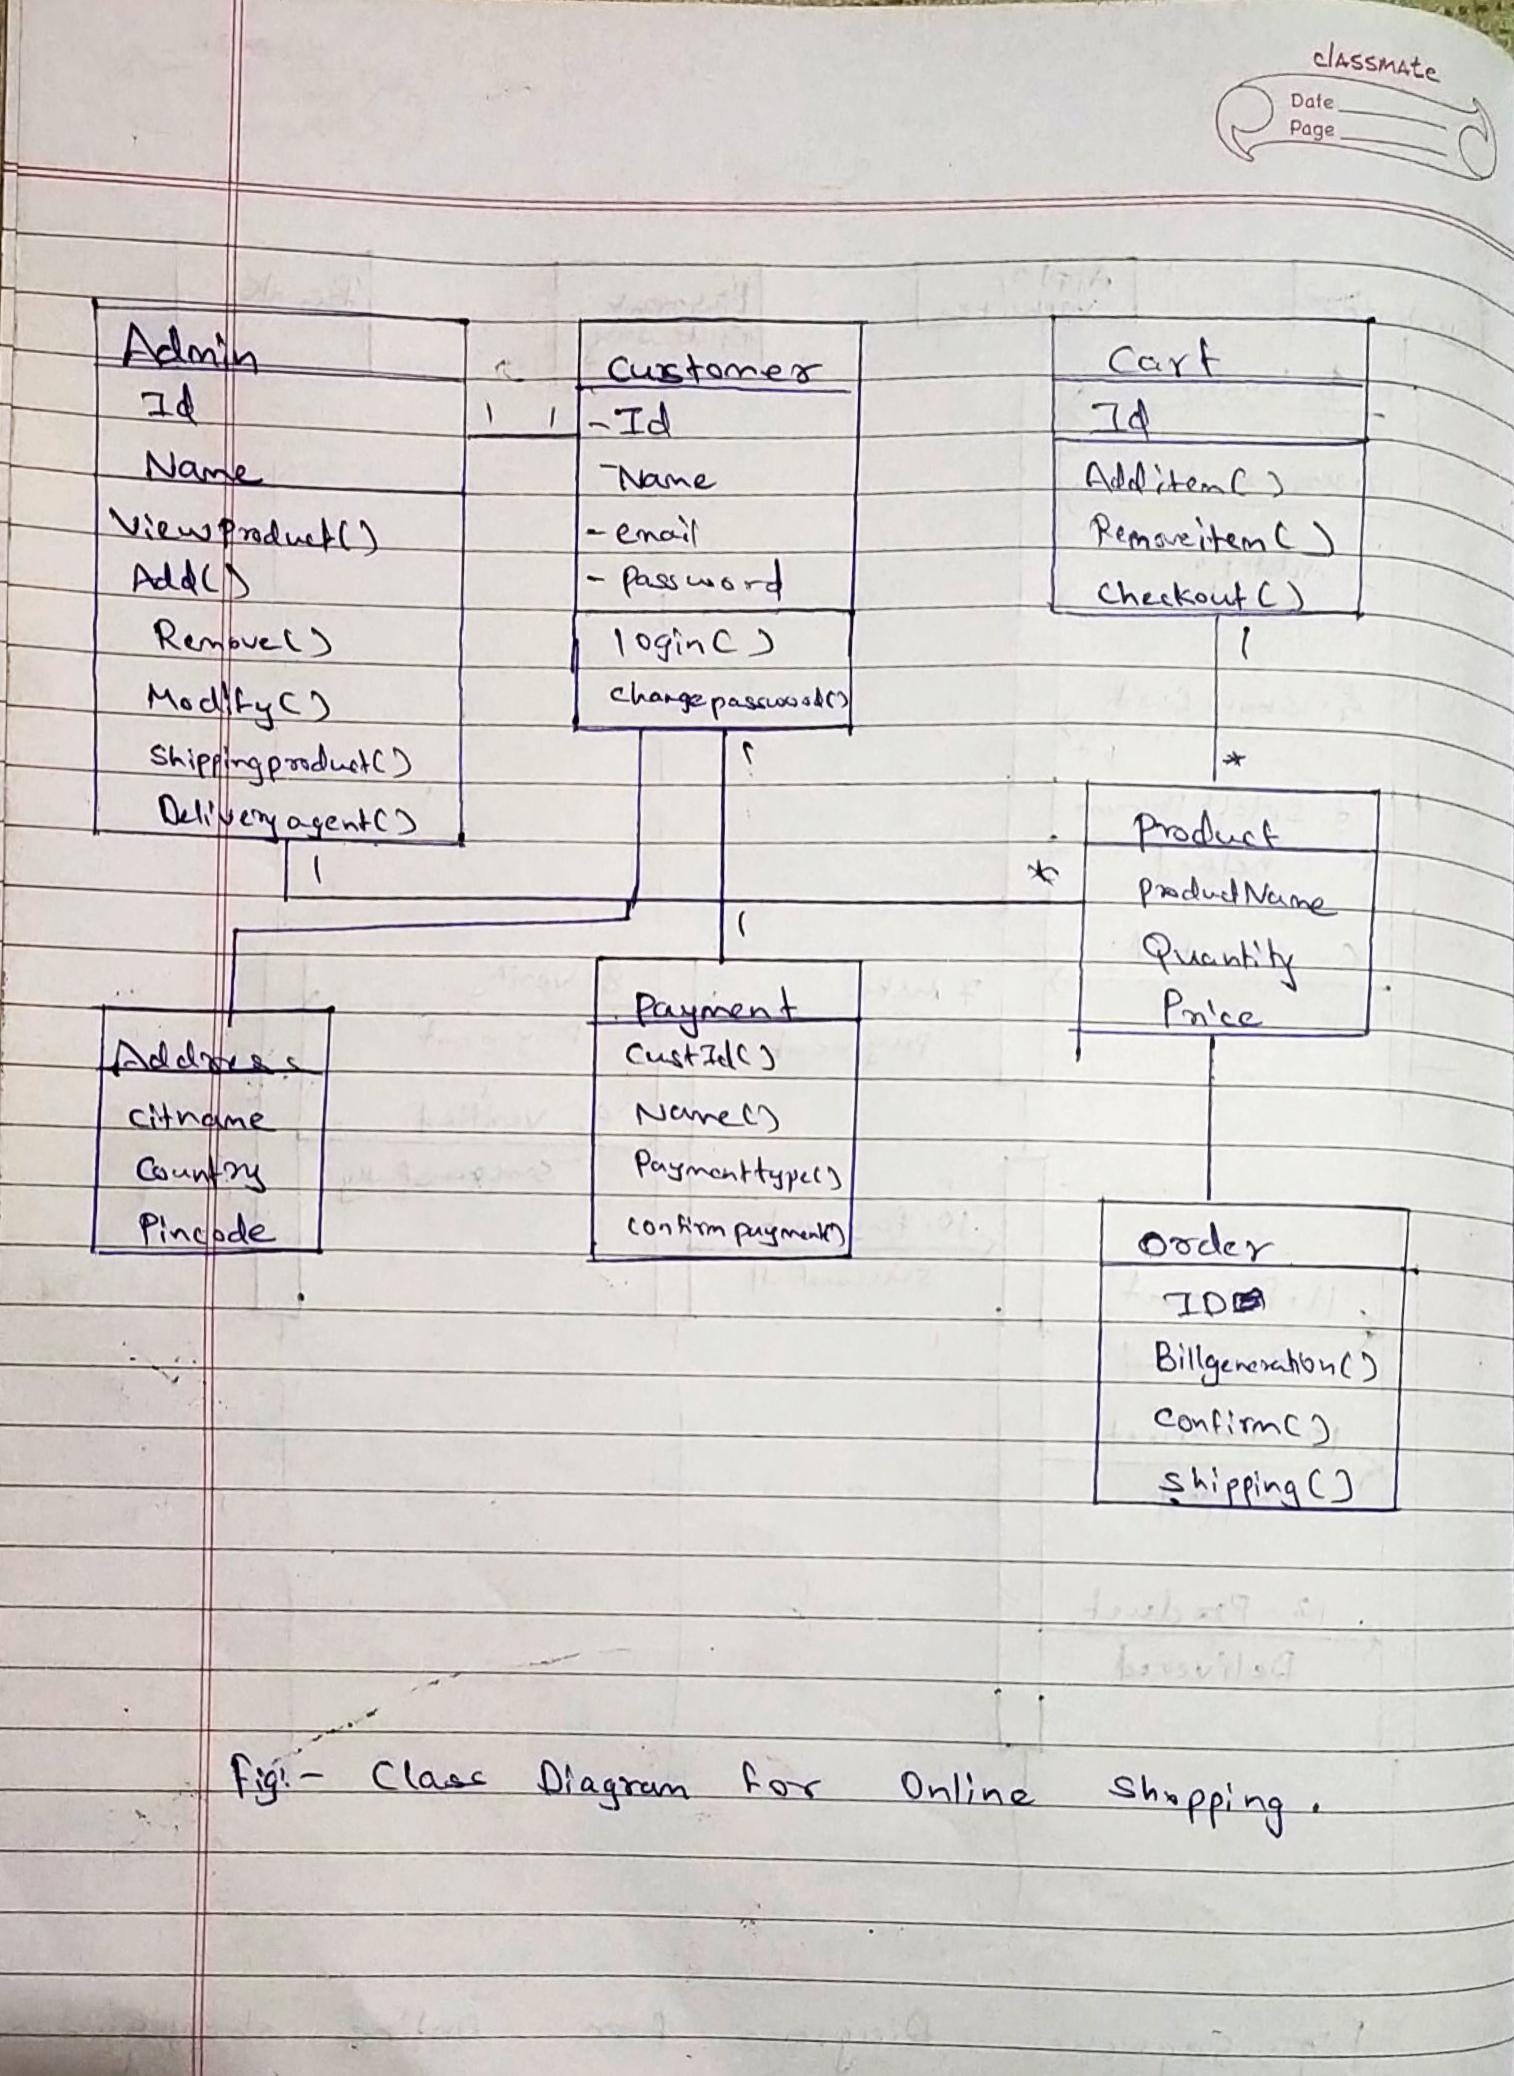 classmate
Date
Page
Admin
Id
Name
ViewProduct()
Add()
Remove()
Modify()
Shippingproduct()
Deliveryagent()
1
1 1
Customer
- Id
- Name
- email
- password
login()
changepassword()
1
1
Cart
Id
Additem()
Removeitem()
Checkout()
1
*
*
Product
productName
Quantity
Price
Address
Citname
Country
Pincode
Payment
CustId()
Name()
Paymenttype()
confirmpayment()
Order
ID
Billgeneration()
Confirm()
Shipping()
Fig:- Class Diagram for Online Shopping.